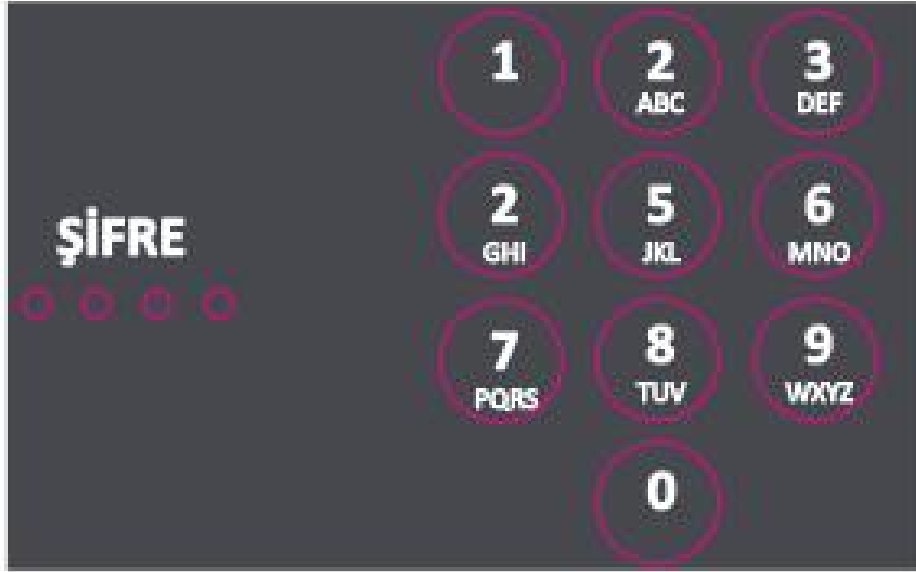 1 2 3
ABC DEF
2 5 6
ŞİFRE
GHI JKL MNO
7 8 9
PQRS TUV WXYZ
0